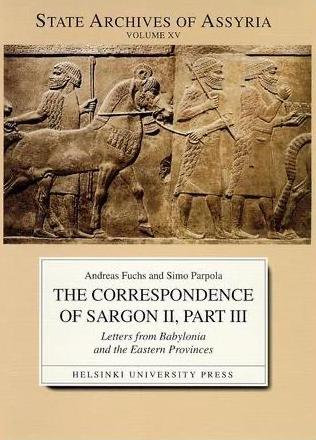 STATE ARCHIVES OF ASSYRIA
VOLUME XV
Andreas Fuchs and Simo Parpola
THE CORRESPONDENCE
OF SARGON II, PART III
Letters from Babylonia
and the Eastern Provinces
HELSINKI UNIVERSITY PRESS